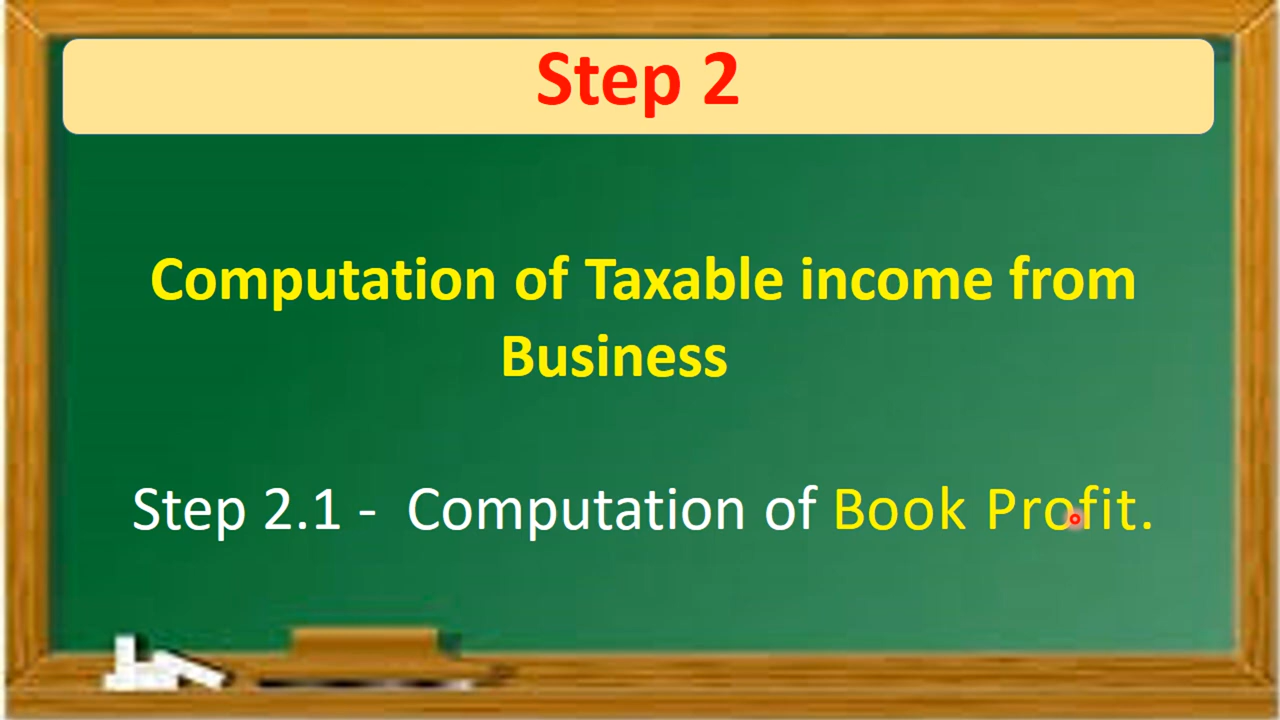 Step 2
Computation of Taxable income from
Business
Step 2.1 - Computation of Book Profit.